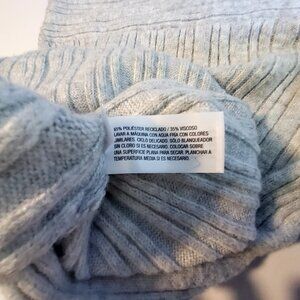 65% POLIÉSTER RECICLADO / 35% VISCOSO
LAVAR A MÁQUINA CON AGUA FRÍA CON COLORES
SIMILARES. CICLO DELICADO. SÓLO BLANQUEADOR
SIN CLORO SI ES NECESARIO. COLOCAR SOBRE
UNA SUPERFICIE PLANA PARA SECAR. PLANCHAR A
TEMPERATURA MEDIA SI ES NECESARIO.